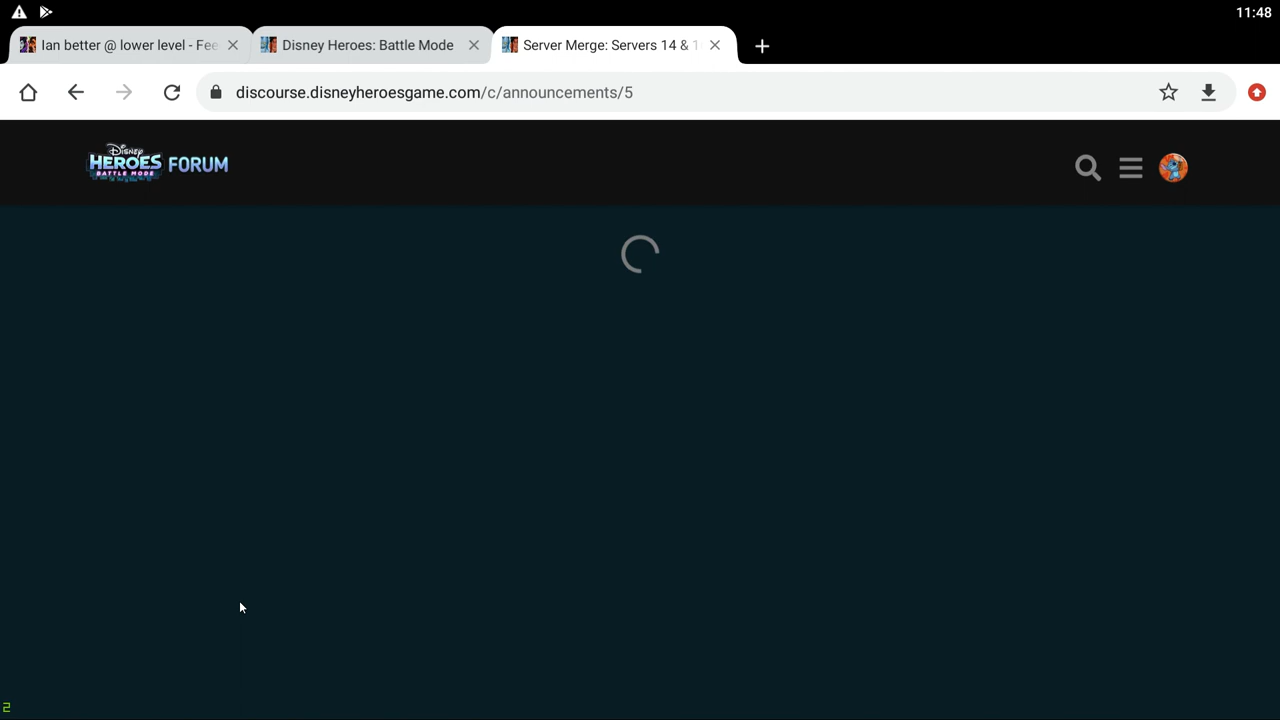 11:48
Ian better @ lower level - Fee
Disney Heroes: Battle Mode
Server Merge: Servers 14 & 1
discourse.disneyheroesgame.com/c/announcements/5
Disney
HEROES
BATTLE MODE
FORUM
2